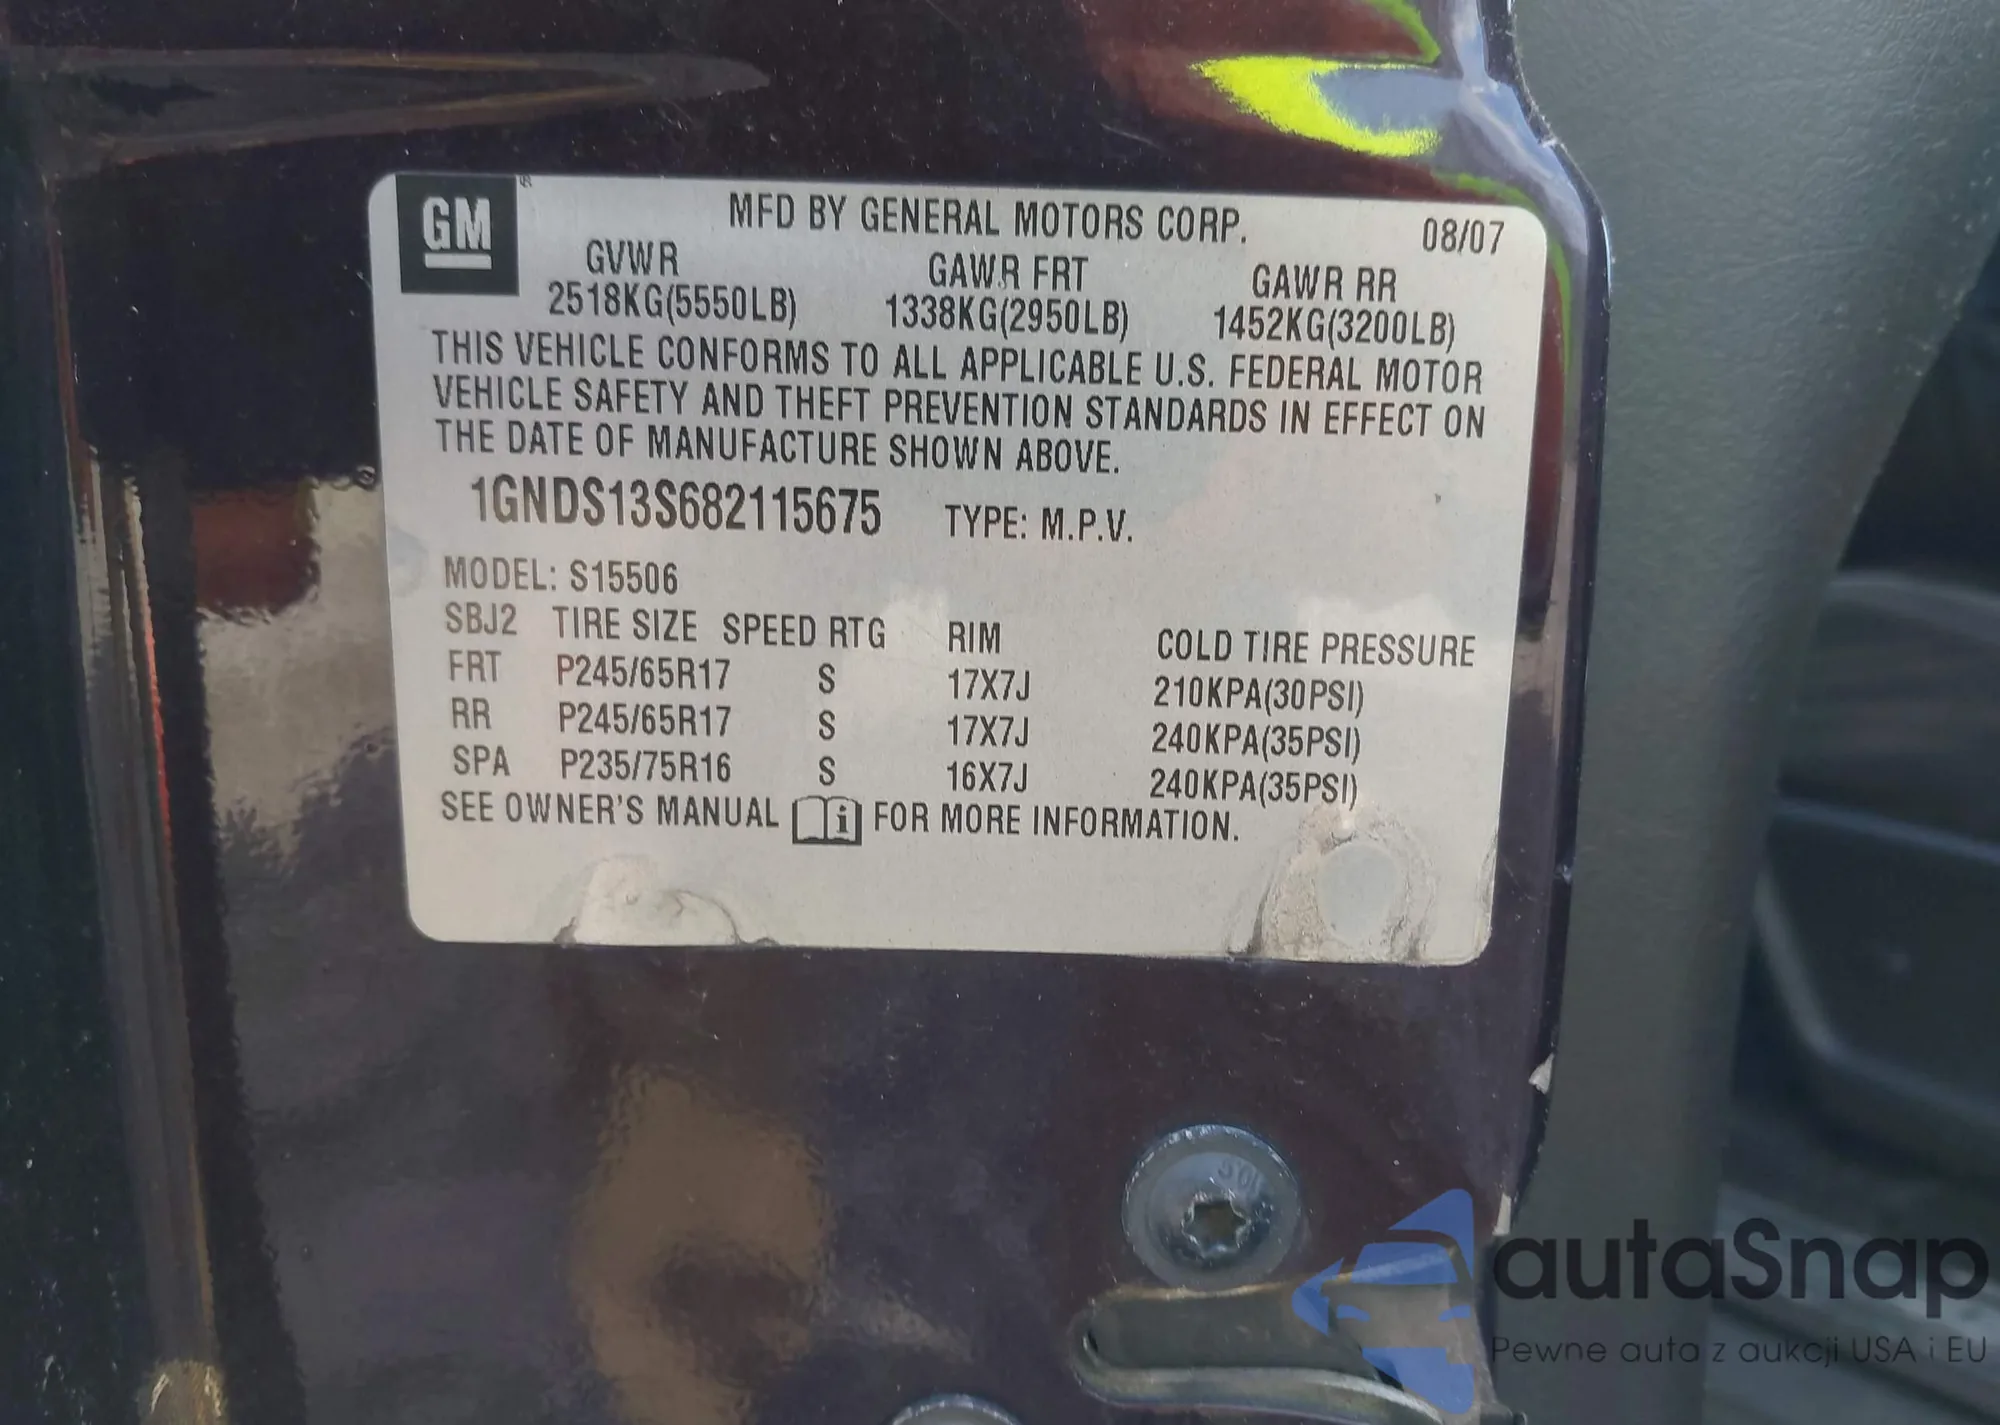 GM ®
MFD BY GENERAL MOTORS CORP. 08/07
GVWR GAWR FRT GAWR RR
2518KG(5550LB) 1338KG(2950LB) 1452KG(3200LB)
THIS VEHICLE CONFORMS TO ALL APPLICABLE U.S. FEDERAL MOTOR
VEHICLE SAFETY AND THEFT PREVENTION STANDARDS IN EFFECT ON
THE DATE OF MANUFACTURE SHOWN ABOVE.
1GNDS13S682115675 TYPE: M.P.V.
MODEL: S15506
SBJ2 TIRE SIZE SPEED RTG RIM COLD TIRE PRESSURE
FRT P245/65R17 S 17X7J 210KPA(30PSI)
RR P245/65R17 S 17X7J 240KPA(35PSI)
SPA P235/75R16 S 16X7J 240KPA(35PSI)
SEE OWNER'S MANUAL i FOR MORE INFORMATION.
autaSnap
Pewne auta z aukcji USA i EU